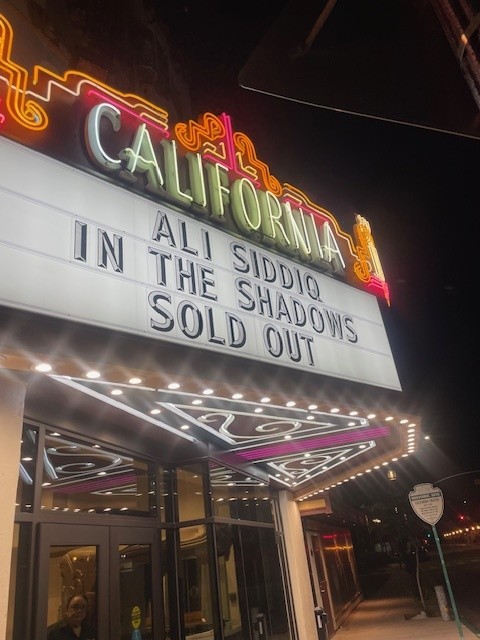 CALIFORNIA
ALI SIDDIQ
IN THE SHADOWS
SOLD OUT